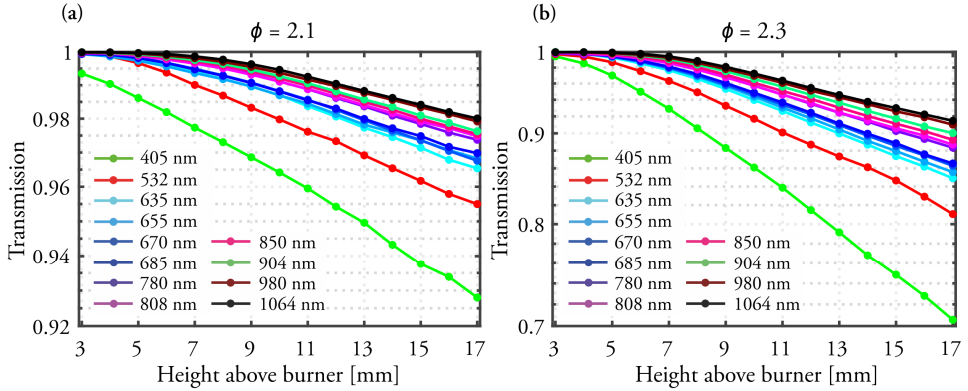 (a)
ϕ = 2.1
Transmission
1
0.98
0.96
0.94
0.92
405 nm
532 nm
635 nm
655 nm
670 nm
685 nm
780 nm
808 nm
850 nm
904 nm
980 nm
1064 nm
3 5 7 9 11 13 15 17
Height above burner [mm]
(b)
ϕ = 2.3
Transmission
1
0.9
0.8
0.7
405 nm
532 nm
635 nm
655 nm
670 nm
685 nm
780 nm
808 nm
850 nm
904 nm
980 nm
1064 nm
3 5 7 9 11 13 15 17
Height above burner [mm]